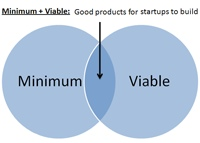 Minimum + Viable: Good products for startups to build
Minimum
Viable